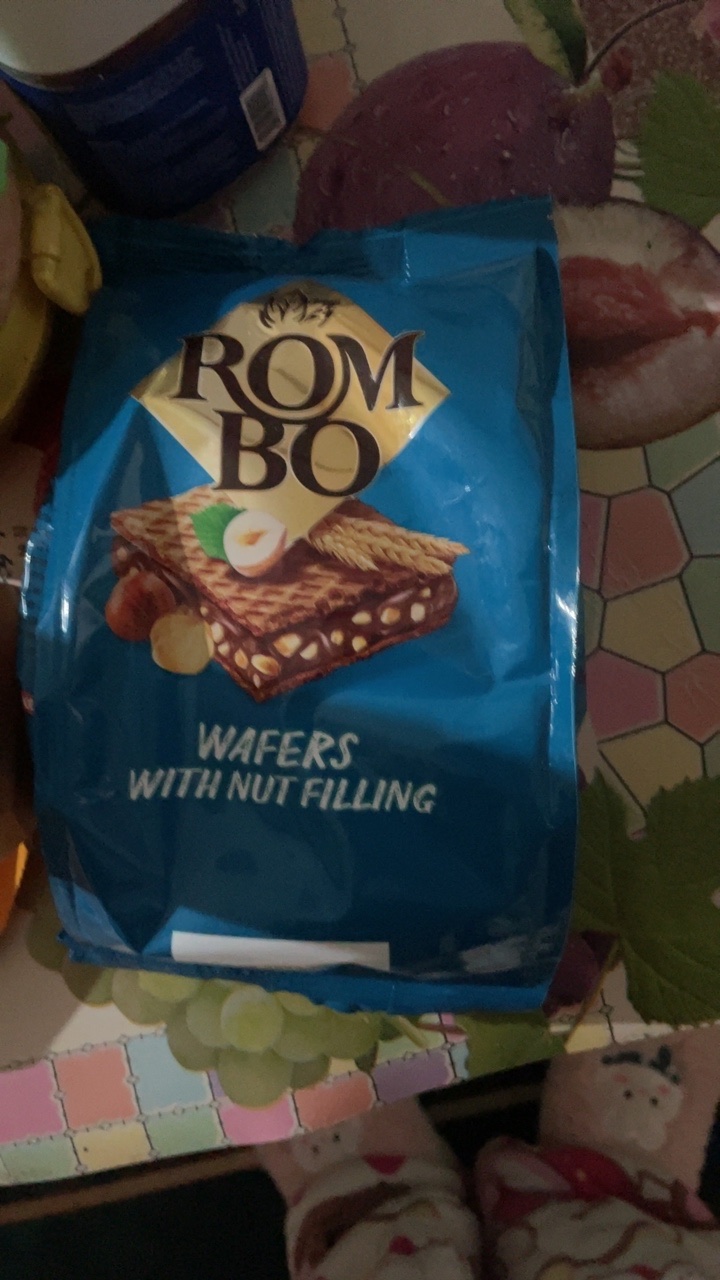 ROM
BO
WAFERS
WITH NUT FILLING